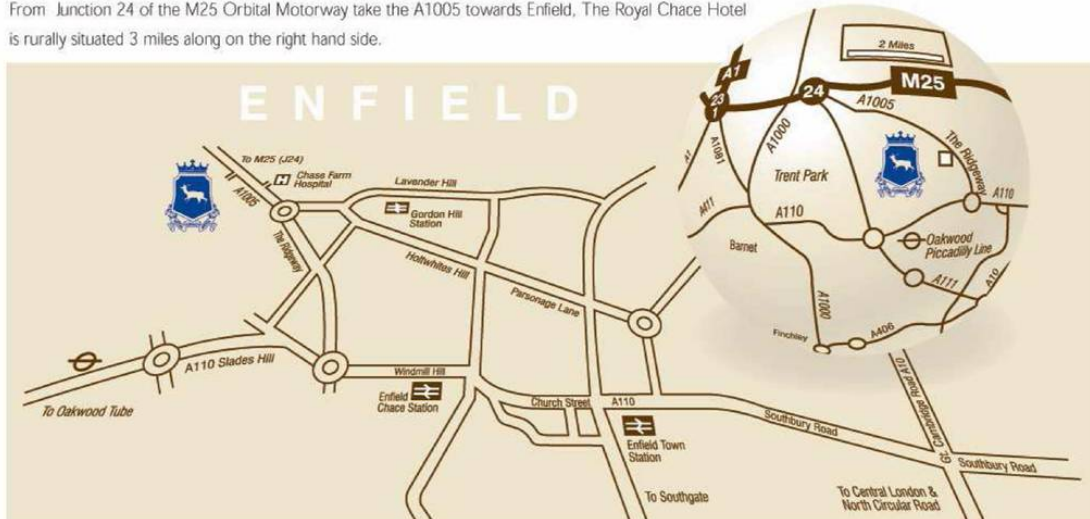 From Junction 24 of the M25 Orbital Motorway take the A1005 towards Enfield, The Royal Chace Hotel
is rurally situated 3 miles along on the right hand side.
ENFIELD
To M25 (J24)
A1005
H
Chase Farm
Hospital
Lavender Hill
Gordon Hill
Station
The Ridgeway
Holtwhites Hill
Parsonage Lane
A110 Slades Hill
To Oakwood Tube
Windmill Hill
Enfield
Chace Station
Church Street
A110
Enfield Town
Station
Southbury Road
To Southgate
Gt. Cambridge Road A10
Southbury Road
To Central London &
North Circular Road
2 Miles
A1
23
1
24
M25
A1005
A1
A1081
A1000
The Ridgeway
Trent Park
A411
A110
A110
Barnet
Oakwood
Piccadilly Line
A111
A10
A1000
Finchley
A406